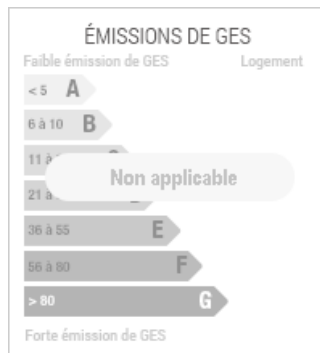 ÉMISSIONS DE GES
Faible émission de GES Logement
< 5 A
6 à 10 B
11 à
Non applicable
21 à
36 à 55 E
56 à 80 F
> 80 G
Forte émission de GES